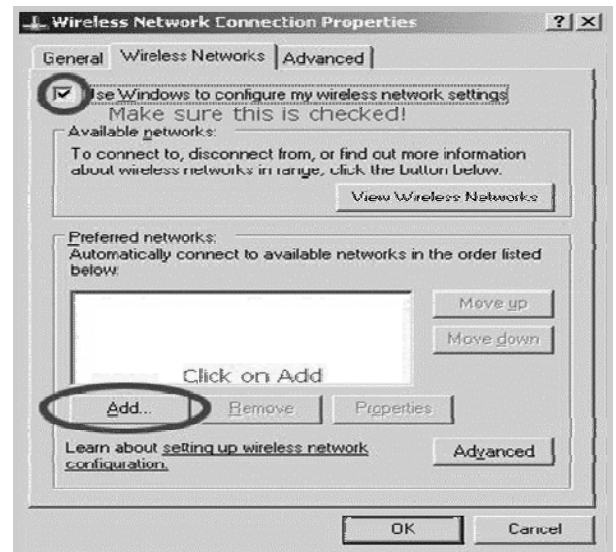 Wireless Network Connection Properties ? X
General Wireless Networks Advanced
Use Windows to configure my wireless network settings
Make sure this is checked!
Available networks:
To connect to, disconnect from, or find out more information
about wireless networks in range, click the button below.
View Wireless Networks
Preferred networks:
Automatically connect to available networks in the order listed
below:
Move up
Move down
Click on Add
Add... Remove Properties
Learn about setting up wireless network
configuration.
Advanced
OK Cancel